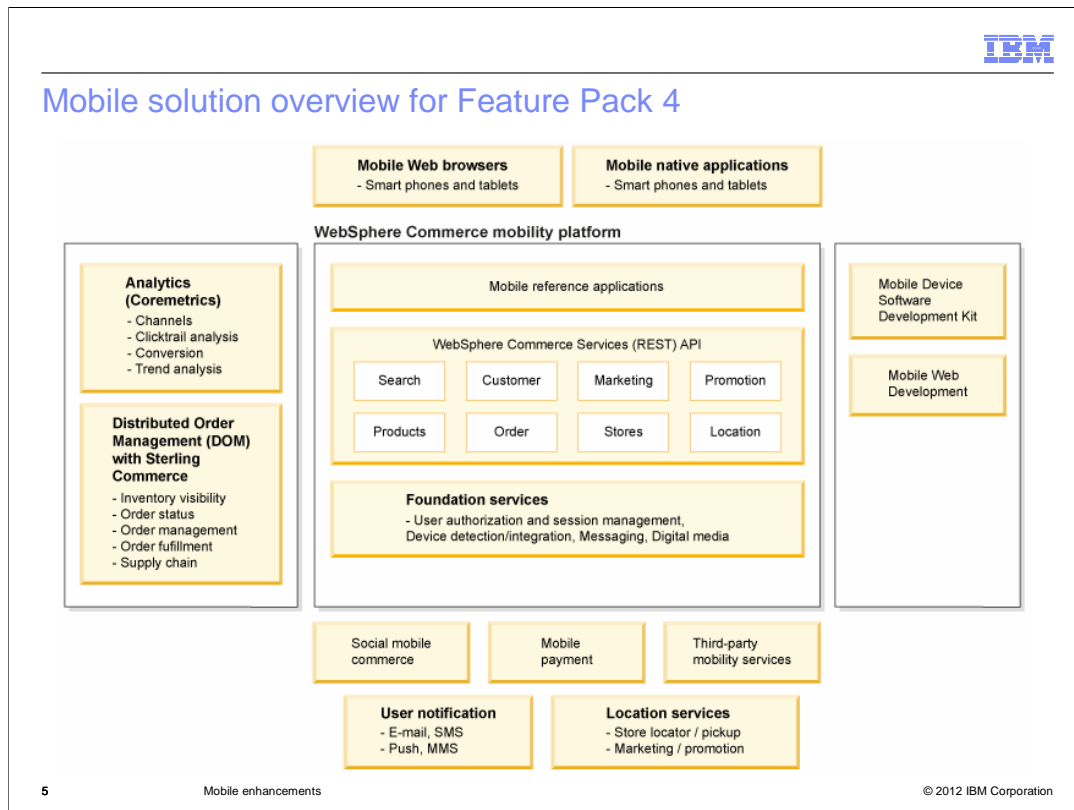 IBM
Mobile solution overview for Feature Pack 4
Mobile Web browsers
- Smart phones and tablets
Mobile native applications
- Smart phones and tablets
WebSphere Commerce mobility platform
Analytics
(Coremetrics)
- Channels
- Clicktrail analysis
- Conversion
- Trend analysis
Distributed Order
Management (DOM)
with Sterling
Commerce
- Inventory visibility
- Order status
- Order management
- Order fufillment
- Supply chain
Mobile reference applications
WebSphere Commerce Services (REST) API
Search
Customer
Marketing
Promotion
Products
Order
Stores
Location
Foundation services
- User authorization and session management,
Device detection/integration, Messaging, Digital media
Mobile Device
Software
Development Kit
Mobile Web
Development
Social mobile
commerce
Mobile
payment
Third-party
mobility services
User notification
- E-mail, SMS
- Push, MMS
Location services
- Store locator / pickup
- Marketing / promotion
5
Mobile enhancements
© 2012 IBM Corporation